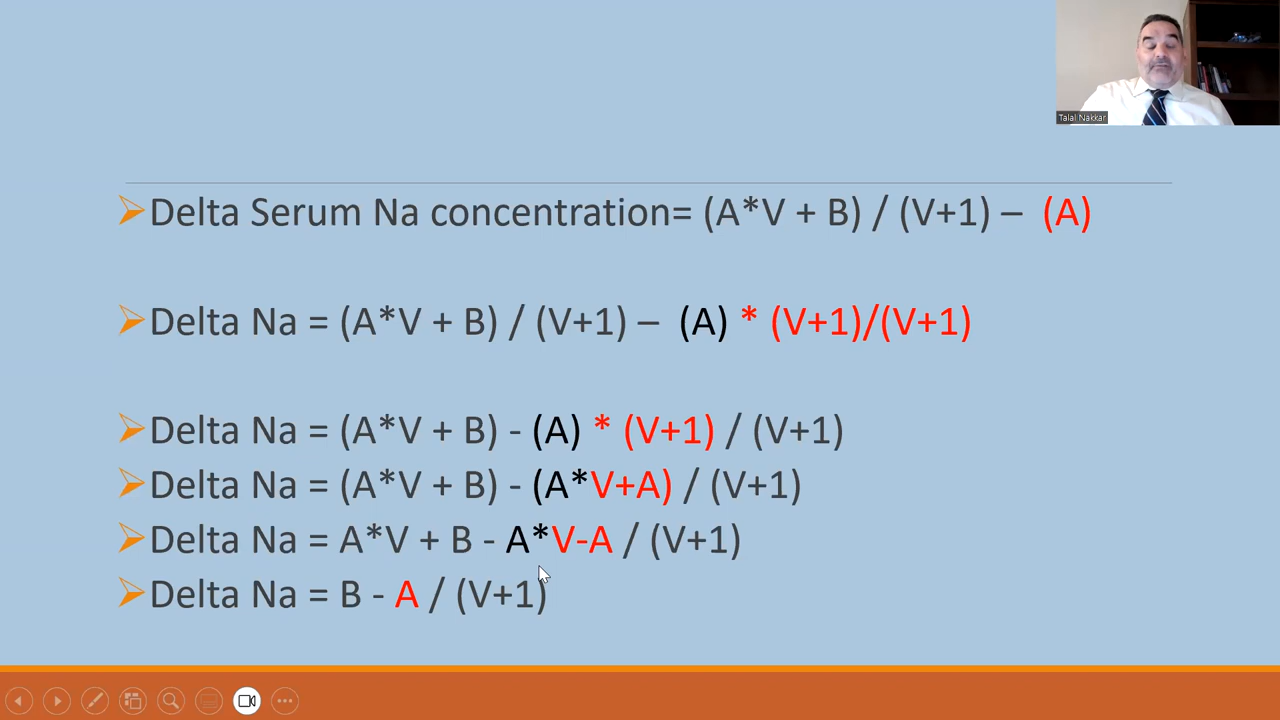 Talal Nakkar
Delta Serum Na concentration= (A*V + B) / (V+1) – (A)
Delta Na = (A*V + B) / (V+1) – (A) * (V+1)/(V+1)
Delta Na = (A*V + B) - (A) * (V+1) / (V+1)
Delta Na = (A*V + B) - (A*V+A) / (V+1)
Delta Na = A*V + B - A*V-A / (V+1)
Delta Na = B - A / (V+1)